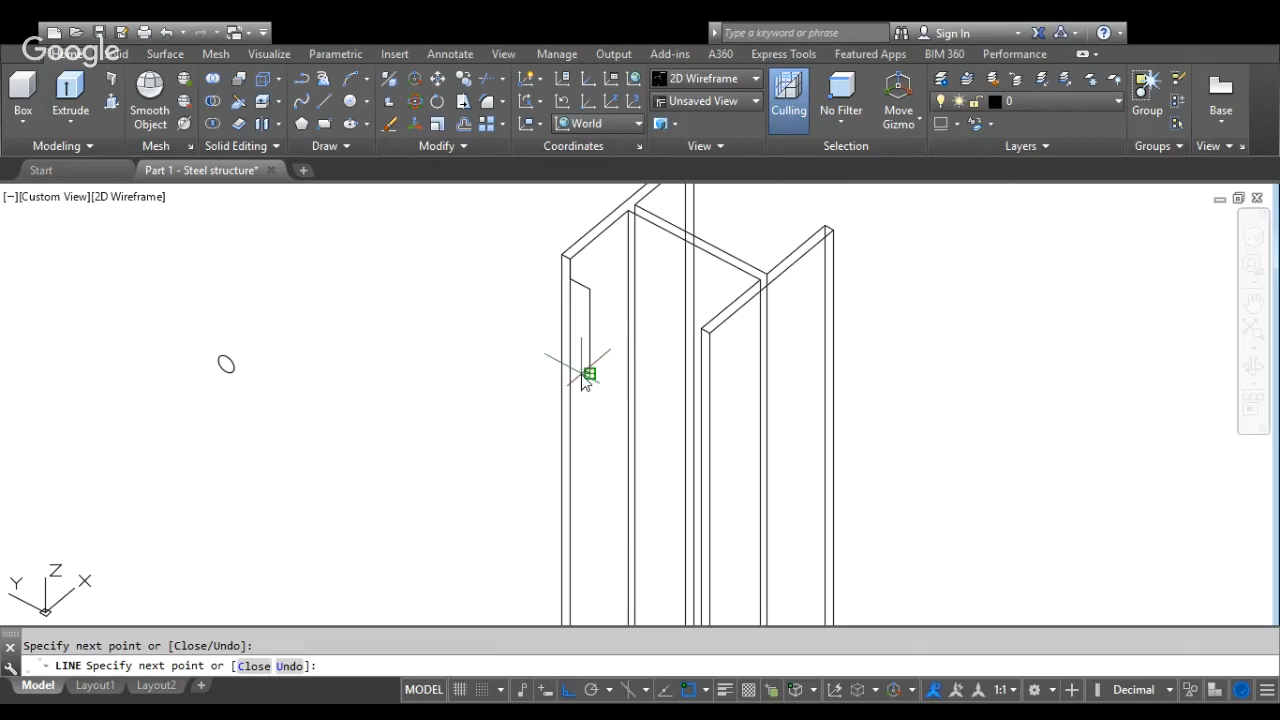 Type a keyword or phrase
Sign In
Google
Surface Mesh Visualize Parametric Insert Annotate View Manage Output Add-ins A360 Express Tools Featured Apps BIM 360 Performance
2D Wireframe
Unsaved View
World
Box Extrude Smooth Object Culling No Filter Move Gizmo Group Base
0
Modeling Mesh Solid Editing Draw Modify Coordinates View Selection Layers Groups View
Start Part 1 - Steel structure*
[−][Custom View][2D Wireframe]
Z
Y X
Specify next point or [Close/Undo]:
LINE Specify next point or [Close Undo]:
Model Layout1 Layout2
MODEL 1:1 Decimal